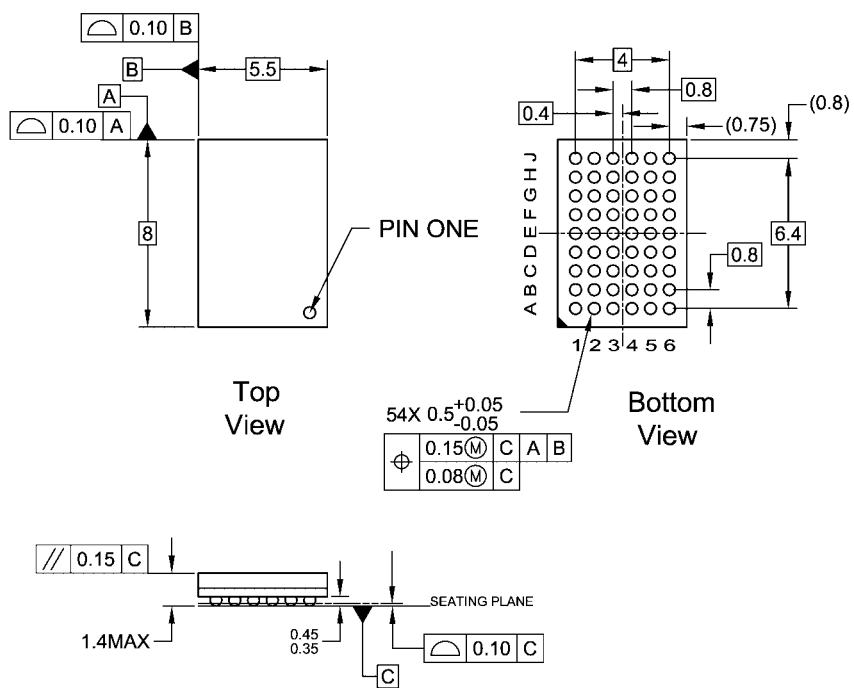 ⌓ 0.10 B
B
5.5
A
⌓ 0.10 A
8
PIN ONE
Top
View
4
0.8
0.4
(0.8)
(0.75)
J
H
G
F
E
D
C
B
A
6.4
0.8
1 2 3 4 5 6
54X 0.5 +0.05
-0.05
⌖ 0.15 Ⓜ C A B
0.08 Ⓜ C
Bottom
View
// 0.15 C
1.4MAX
0.45
0.35
SEATING PLANE
⌓ 0.10 C
C